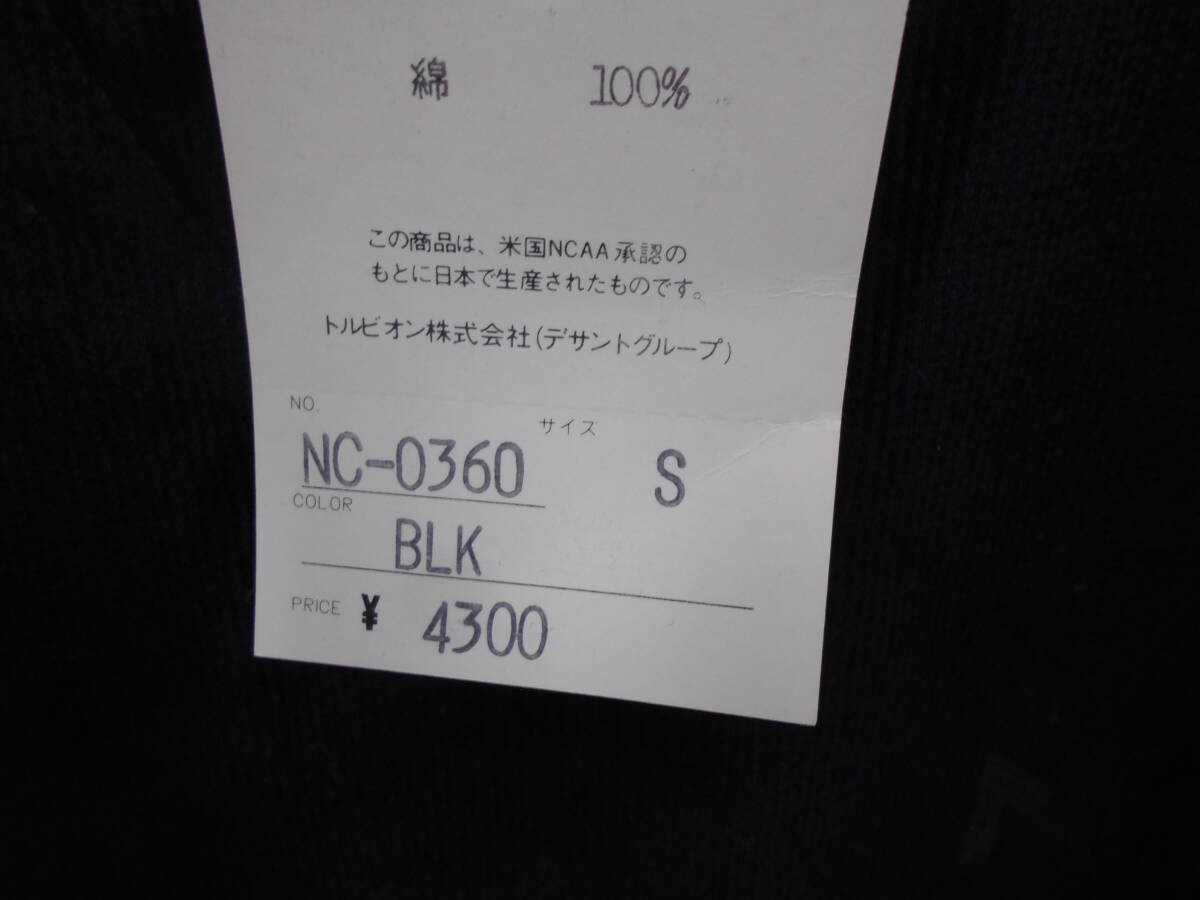 綿 100%
この商品は、米国NCAA承認の
もとに日本で生産されたものです。
トルビオン株式会社(デサントグループ)
NO. サイズ
NC-0360 S
COLOR
BLK
PRICE ¥ 4300